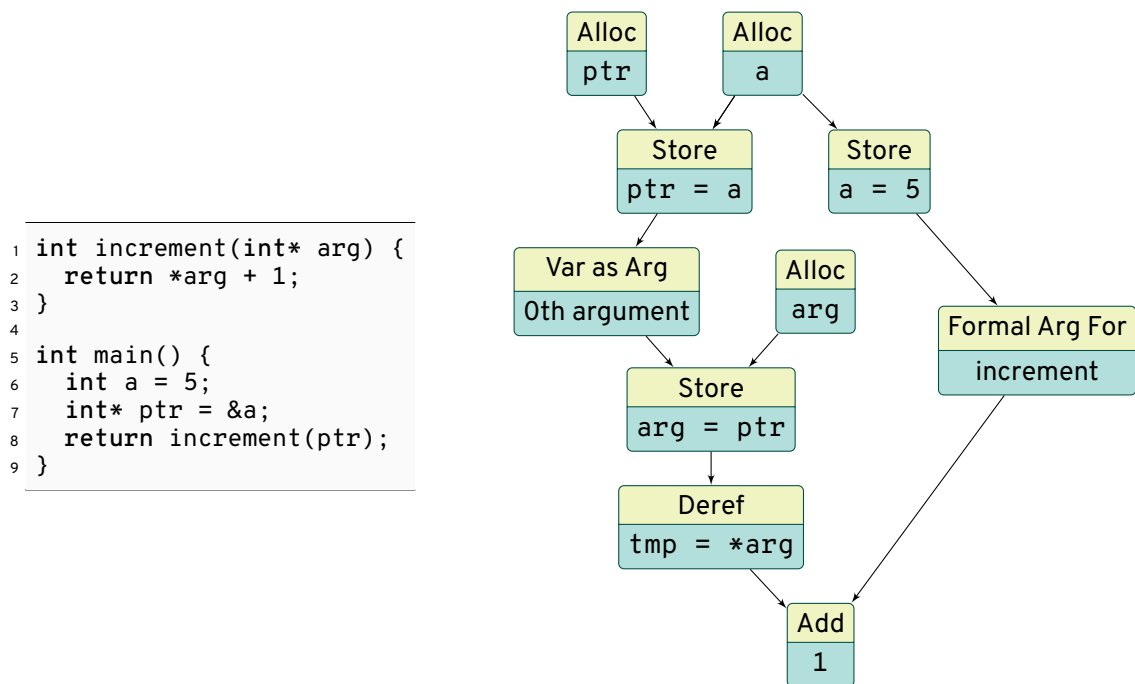 1 int increment(int* arg) {
2   return *arg + 1;
3 }
4
5 int main() {
6   int a = 5;
7   int* ptr = &a;
8   return increment(ptr);
9 }
Alloc
ptr
Alloc
a
Store
ptr = a
Store
a = 5
Var as Arg
0th argument
Alloc
arg
Formal Arg For
increment
Store
arg = ptr
Deref
tmp = *arg
Add
1